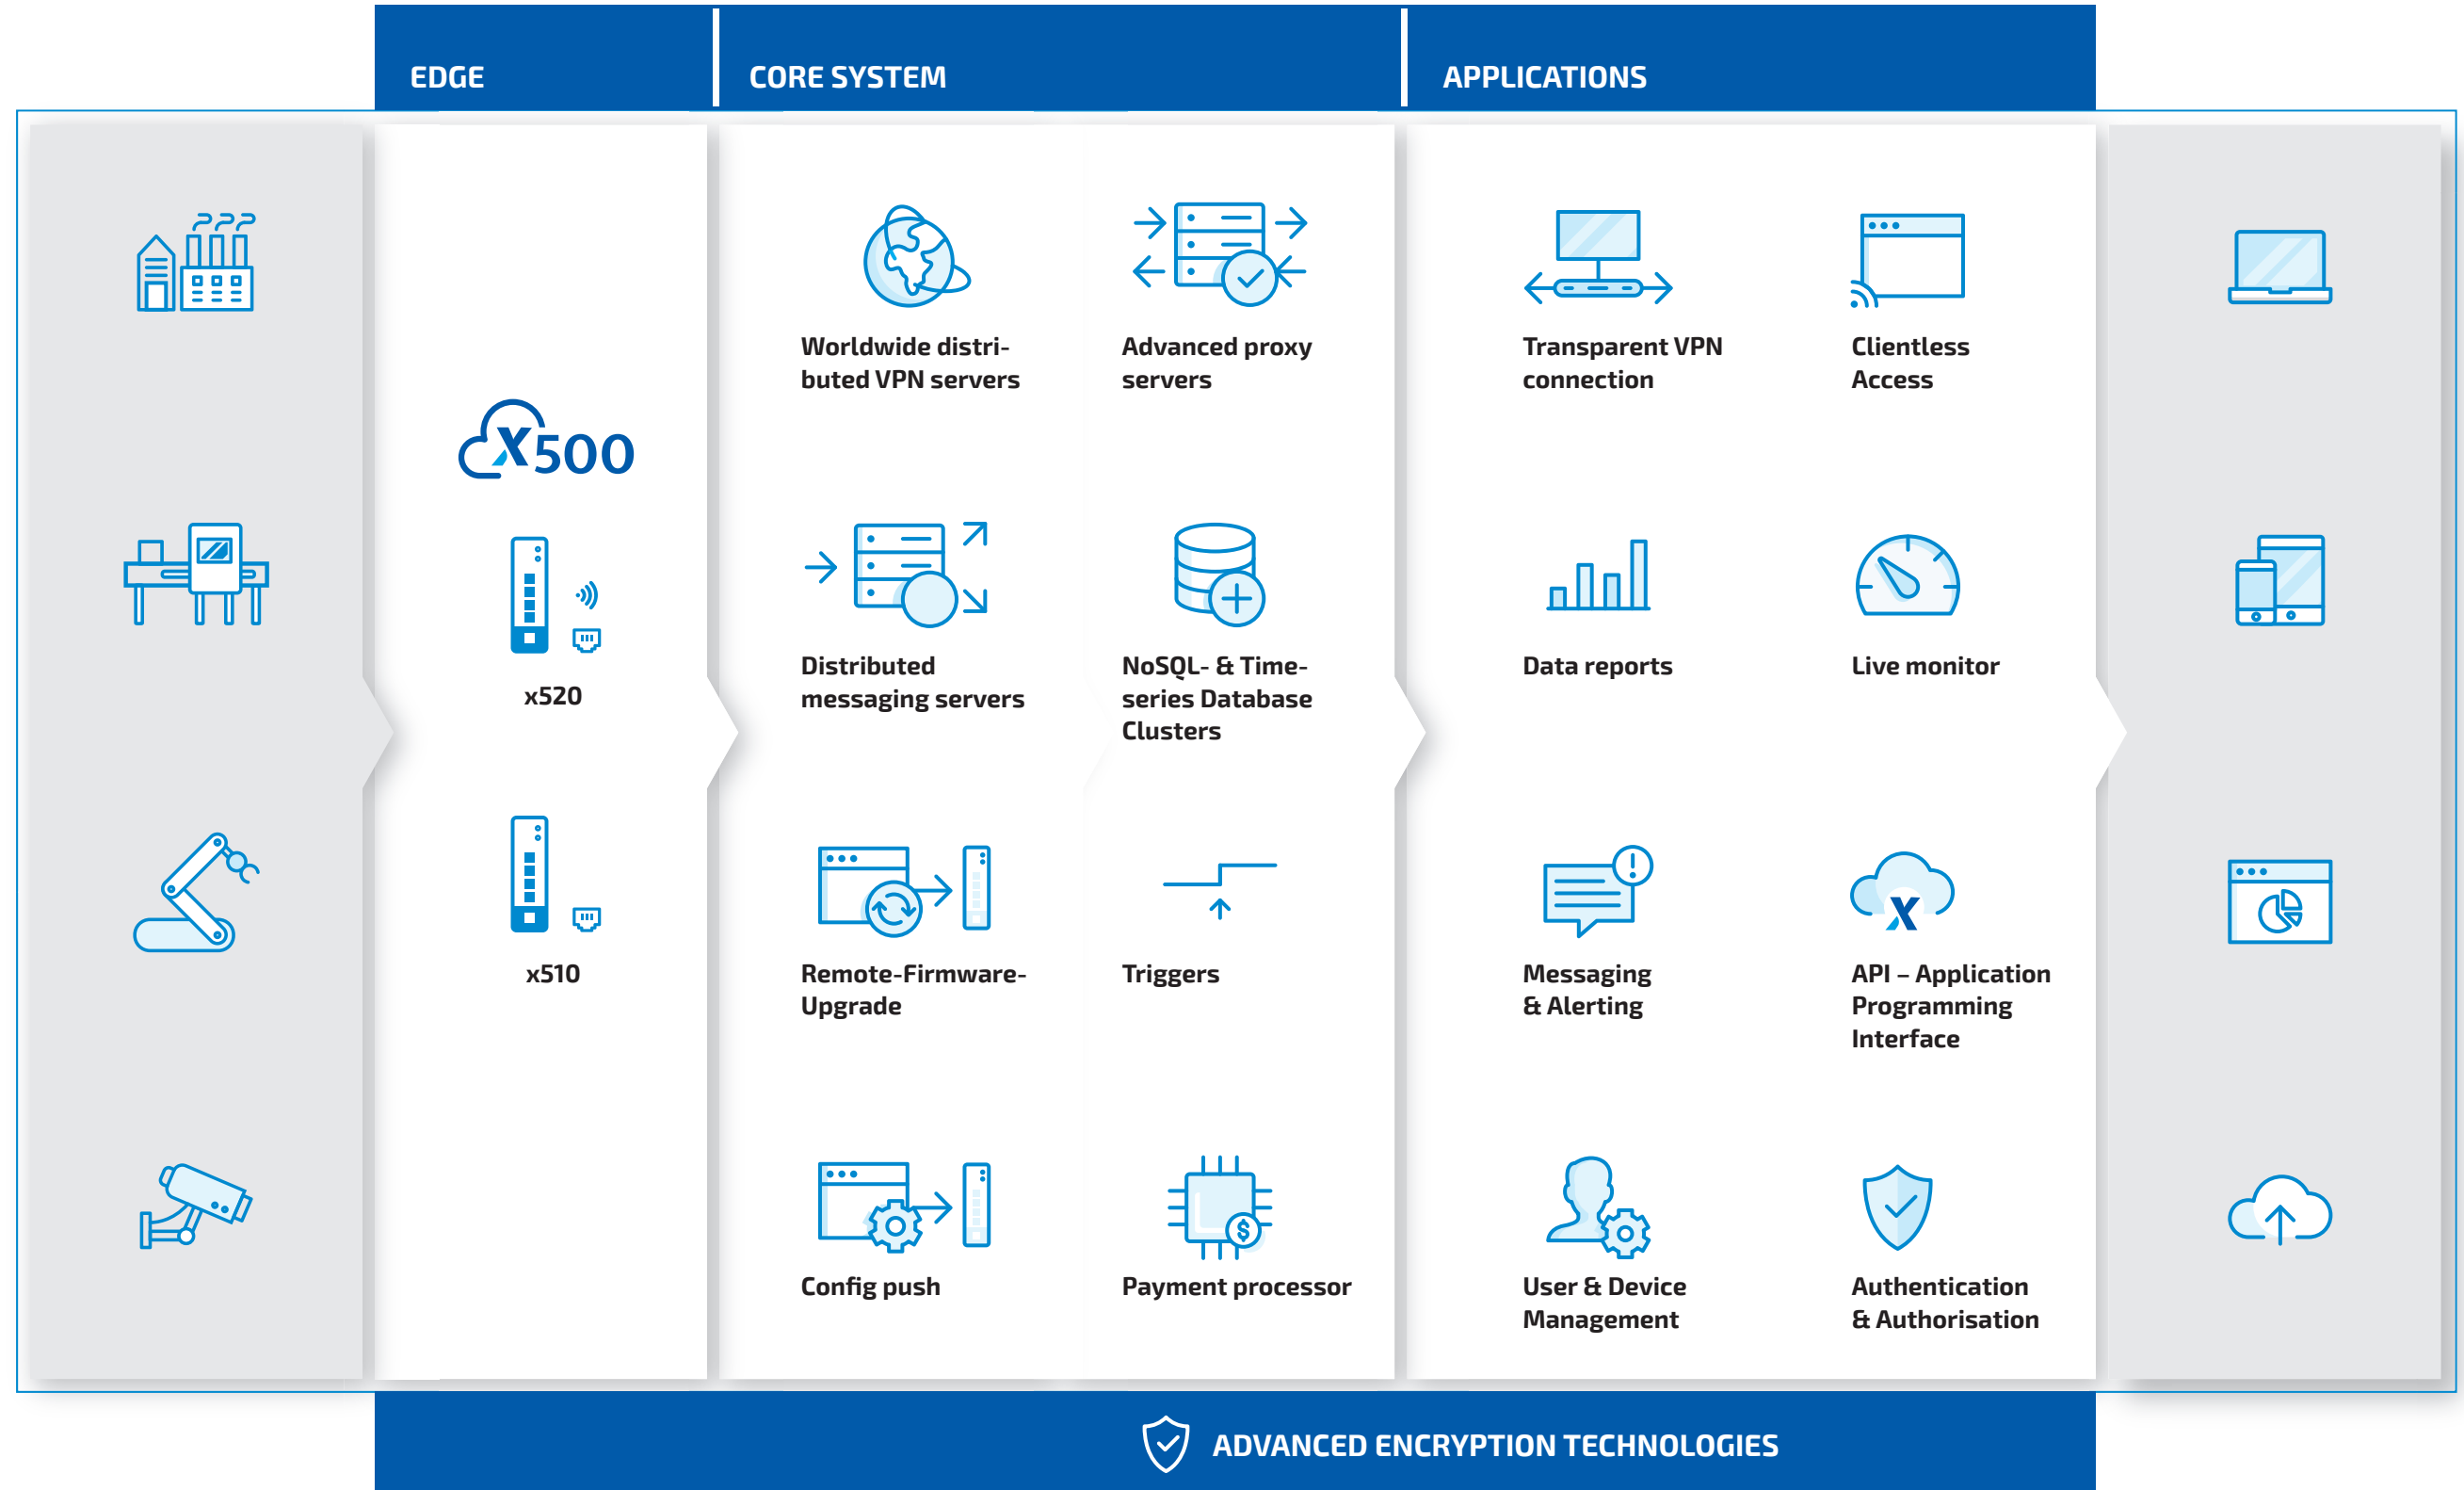 EDGE
CORE SYSTEM
APPLICATIONS
Worldwide distri-
buted VPN servers
Advanced proxy
servers
Transparent VPN
connection
Clientless
Access
x500
Distributed
messaging servers
NoSQL- & Time-
series Database
Clusters
Data reports
Live monitor
x520
x510
Remote-Firmware-
Upgrade
Triggers
Messaging
& Alerting
API – Application
Programming
Interface
x
Config push
Payment processor
$
User & Device
Management
Authentication
& Authorisation
ADVANCED ENCRYPTION TECHNOLOGIES